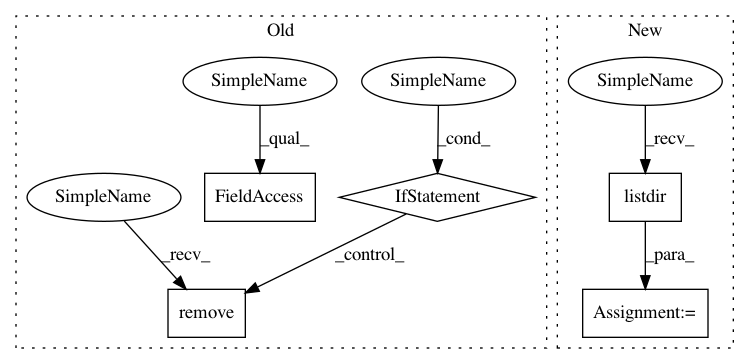 Old
New
SimpleName
SimpleName
SimpleName
_qual_
_cond_
_recv_
SimpleName
FieldAccess
IfStatement
listdir
_recv_
_control_
_para_
remove
Assignment:=